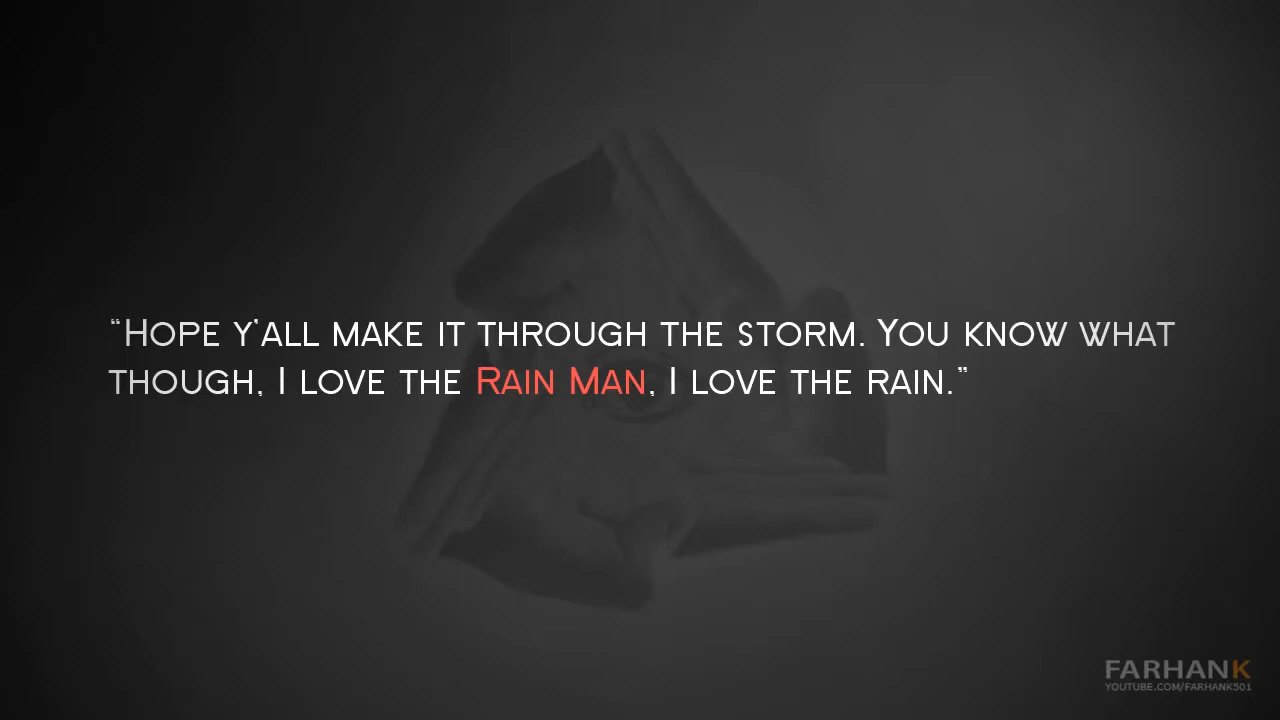 “Hope y’all make it through the storm. You know what
though, I love the Rain Man, I love the rain.”
FARHANK
YOUTUBE.COM/FARHANK501